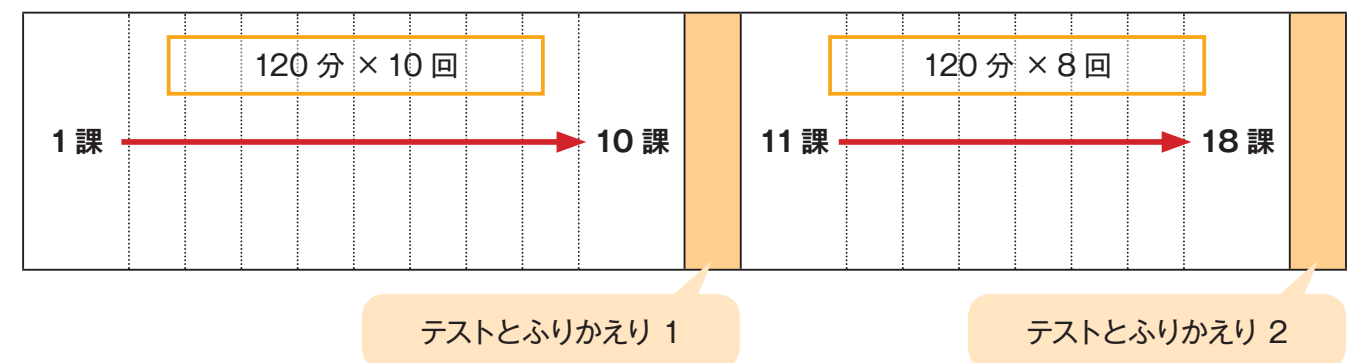 120 分 × 10 回
120 分 × 8 回
1 課
10 課
11 課
18 課
テストとふりかえり 1
テストとふりかえり 2